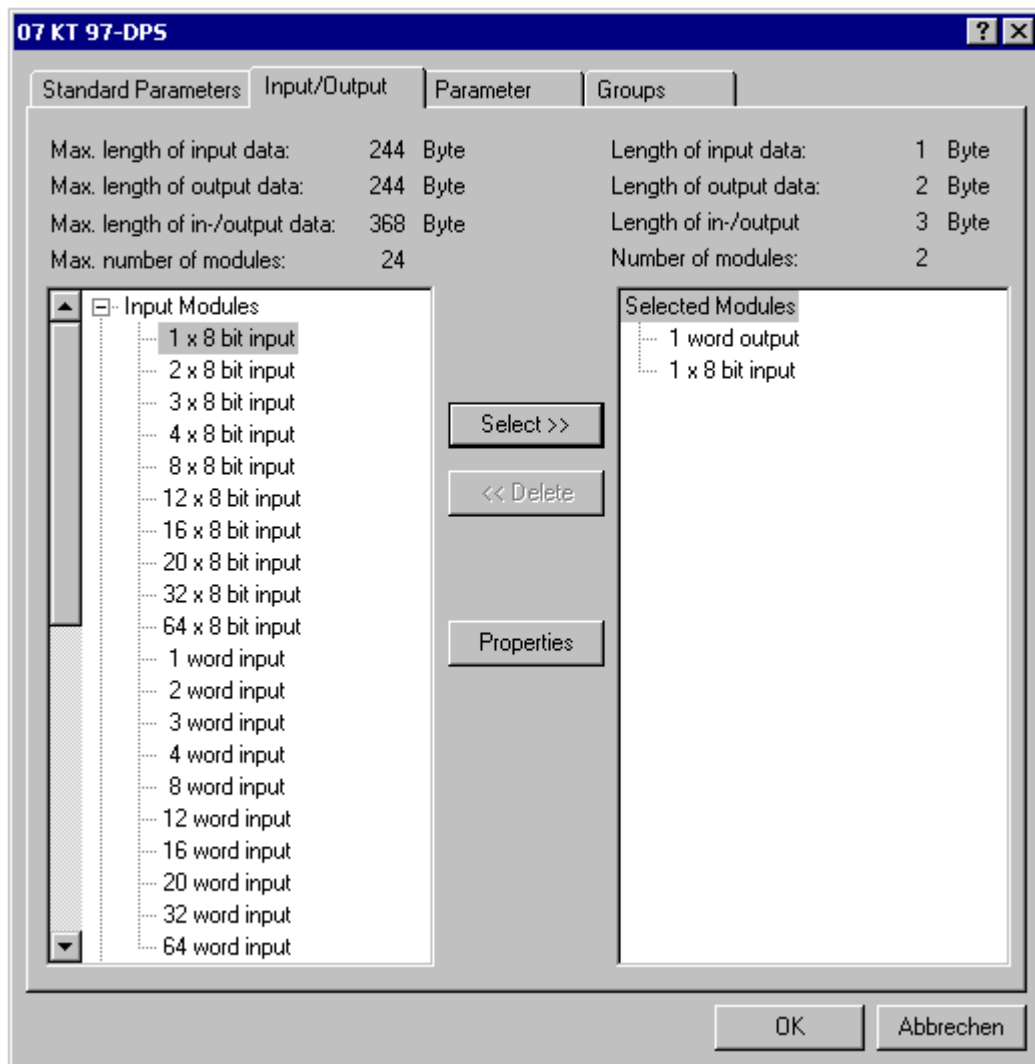 07 KT 97-DPS
Standard Parameters Input/Output Parameter Groups
Max. length of input data: 244 Byte Length of input data: 1 Byte
Max. length of output data: 244 Byte Length of output data: 2 Byte
Max. length of in-/output data: 368 Byte Length of in-/output 3 Byte
Max. number of modules: 24 Number of modules: 2
Input Modules
1 x 8 bit input
2 x 8 bit input
3 x 8 bit input
4 x 8 bit input
8 x 8 bit input
12 x 8 bit input
16 x 8 bit input
20 x 8 bit input
32 x 8 bit input
64 x 8 bit input
1 word input
2 word input
3 word input
4 word input
8 word input
12 word input
16 word input
20 word input
32 word input
64 word input
Select >>
<< Delete
Properties
Selected Modules
1 word output
1 x 8 bit input
OK Abbrechen